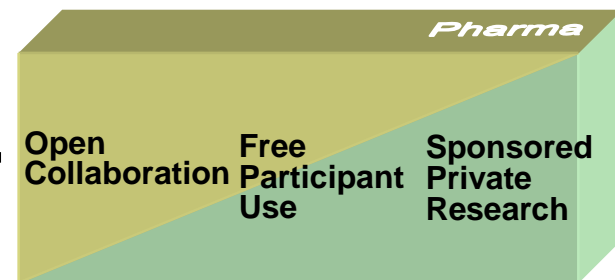 Pharma
Open
Collaboration
Free
Participant
Use
Sponsored
Private
Research